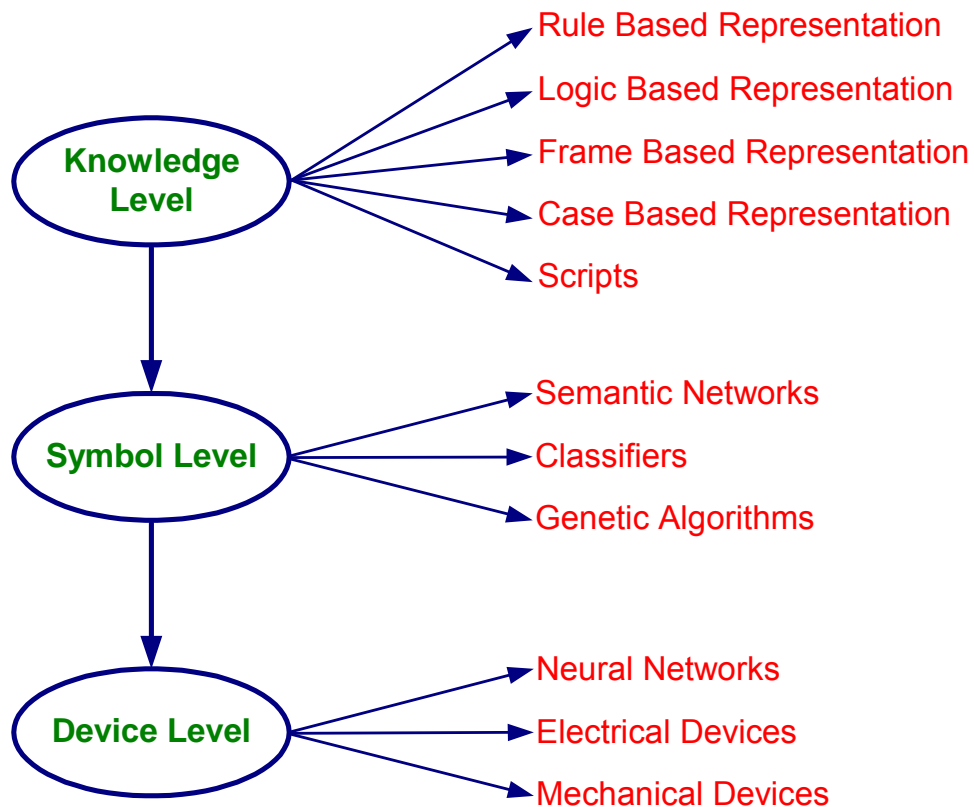 Rule Based Representation
Logic Based Representation
Knowledge
Level
Frame Based Representation
Case Based Representation
Scripts
Semantic Networks
Symbol Level
Classifiers
Genetic Algorithms
Neural Networks
Device Level
Electrical Devices
Mechanical Devices